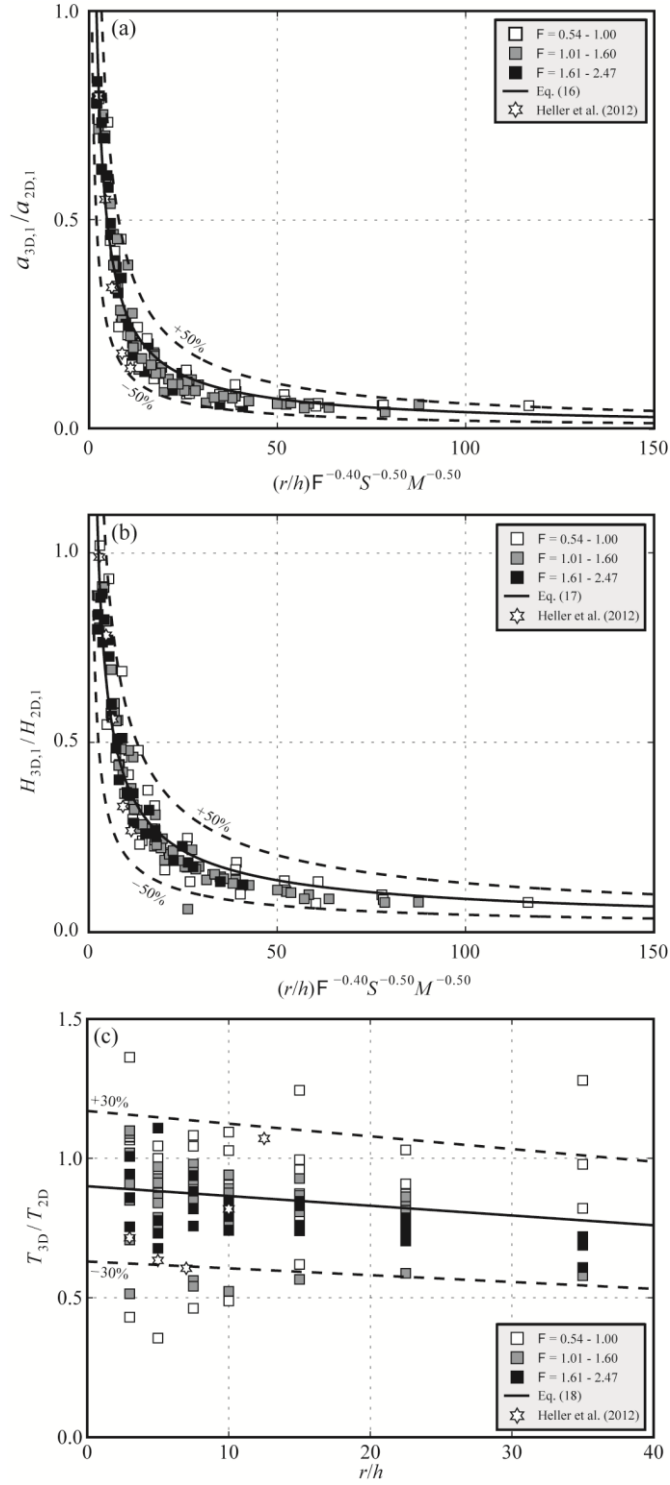 (a)
F = 0.54 - 1.00
F = 1.01 - 1.60
F = 1.61 - 2.47
Eq. (16)
Heller et al. (2012)
1.0
0.5
0.0
a3D,1/a2D,1
+50%
−50%
0 50 100 150
(r/h)F −0.40 S −0.50 M −0.50
(b)
F = 0.54 - 1.00
F = 1.01 - 1.60
F = 1.61 - 2.47
Eq. (17)
Heller et al. (2012)
1.0
0.5
0.0
H3D,1/H2D,1
+50%
−50%
0 50 100 150
(r/h)F −0.40 S −0.50 M −0.50
(c)
1.5
1.0
0.5
0.0
T3D/T2D
+30%
−30%
F = 0.54 - 1.00
F = 1.01 - 1.60
F = 1.61 - 2.47
Eq. (18)
Heller et al. (2012)
0 10 20 30 40
r/h